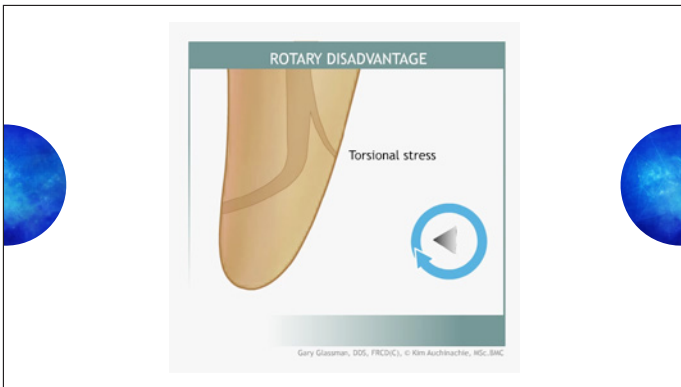 ROTARY DISADVANTAGE
Torsional stress
Gary Glassman, DDS, FRCD(C), © Kim Auchinachie, MSc.BMC